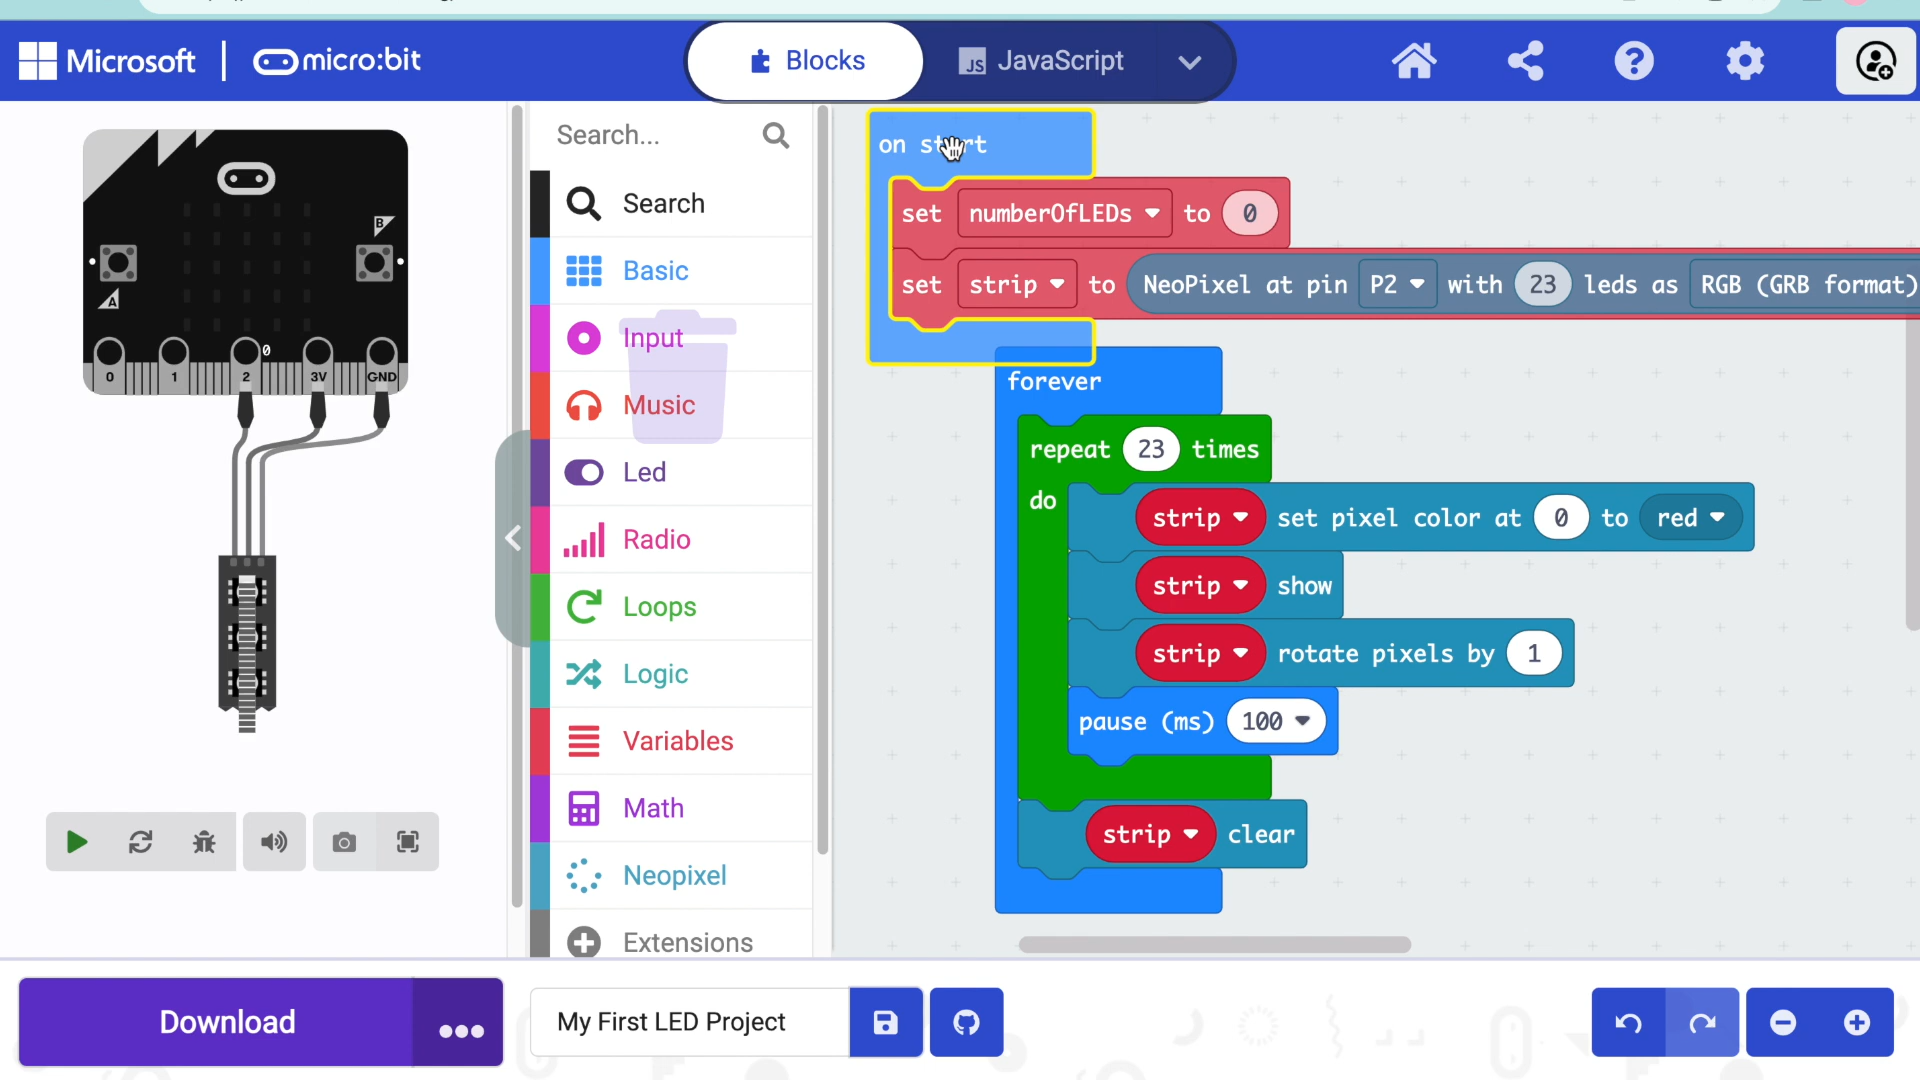 Microsoft | micro:bit
Blocks
JavaScript
B
A
0
0 1 2 3V GND
Search...
Search
Basic
Input
Music
Led
Radio
Loops
Logic
Variables
Math
Neopixel
Extensions
on start
set numberOfLEDs to 0
set strip to NeoPixel at pin P2 with 23 leds as RGB (GRB format)
forever
repeat 23 times
do strip set pixel color at 0 to red
strip show
strip rotate pixels by 1
pause (ms) 100
strip clear
Download
My First LED Project